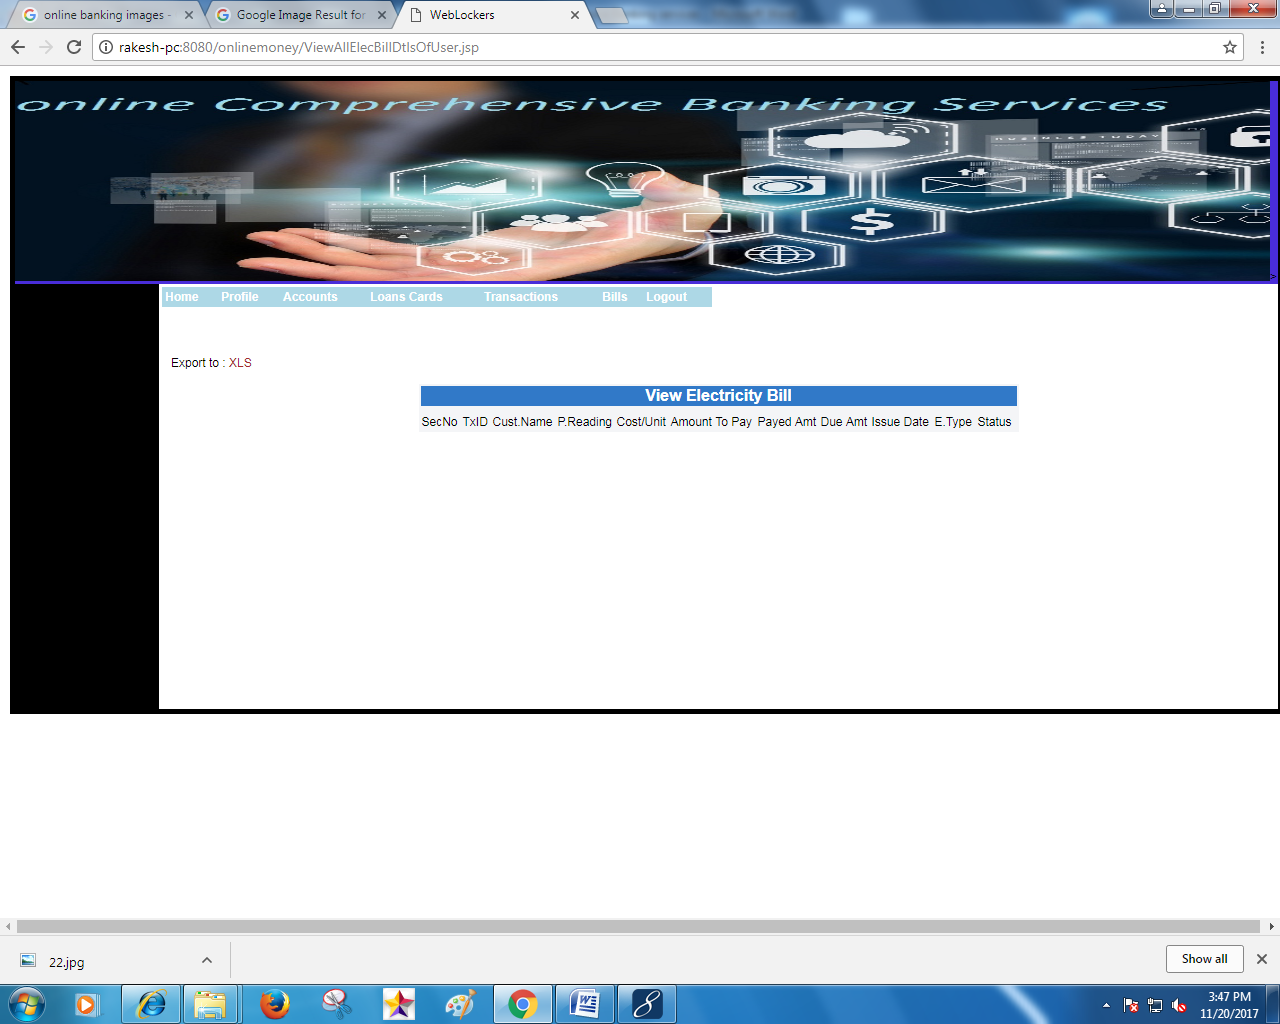 online banking images -
Google Image Result for
WebLockers
rakesh-pc:8080/onlinemoney/ViewAllElecBillDtlsOfUser.jsp
online Comprehensive Banking Services
Home Profile Accounts Loans Cards Transactions Bills Logout
Export to : XLS
View Electricity Bill
SecNo TxID Cust.Name P.Reading Cost/Unit Amount To Pay Payed Amt Due Amt Issue Date E.Type Status
22.jpg
Show all
3:47 PM
11/20/2017